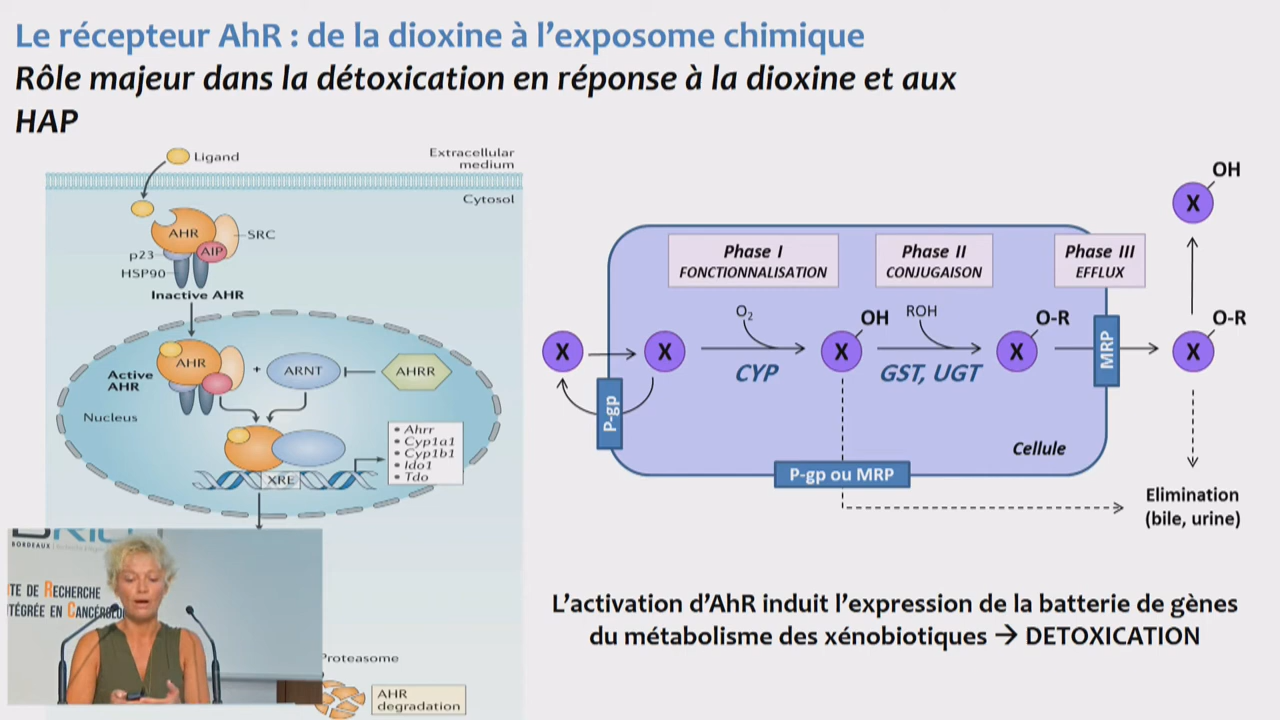 Le récepteur AhR : de la dioxine à l'exposome chimique
Rôle majeur dans la détoxication en réponse à la dioxine et aux
HAP
Ligand
Extracellular
medium
Cytosol
AHR
SRC
p23
AIP
HSP90
Inactive AHR
AHR
+
ARNT
AHRR
Active
AHR
Nucleus
• Ahrr
• Cyp1a1
• Cyp1b1
• Ido1
• Tdo
XRE
Proteasome
AHR
degradation
BORDEAUX
RECHERCHE
EN
Phase I
FONCTIONNALISATION
Phase II
CONJUGAISON
Phase III
EFFLUX
X
X
O2
CYP
X
OH
ROH
GST, UGT
X
O-R
MRP
X
O-R
X
OH
P-gp
Cellule
P-gp ou MRP
Elimination
(bile, urine)
L'activation d'AhR induit l'expression de la batterie de gènes
du métabolisme des xénobiotiques → DETOXICATION